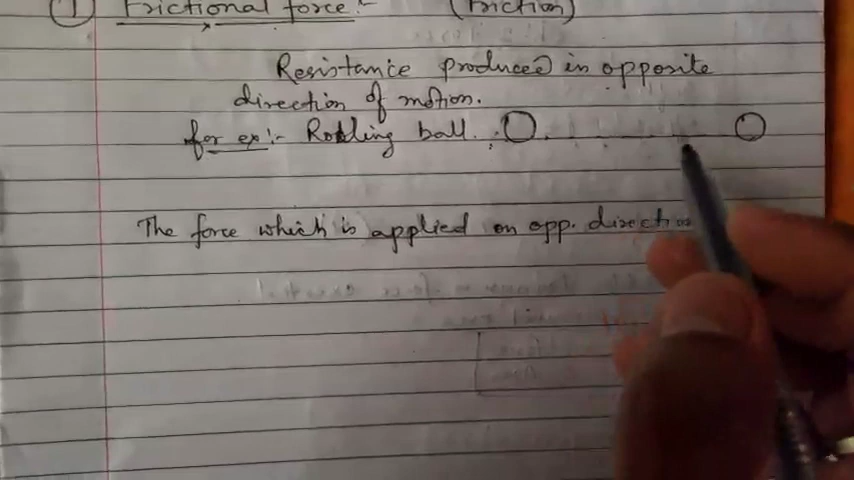 ① Frictional force :- (Friction)
Resistance produced in opposite
direction of motion.
for ex :- Rolling ball.
The force which is applied on opp. direction